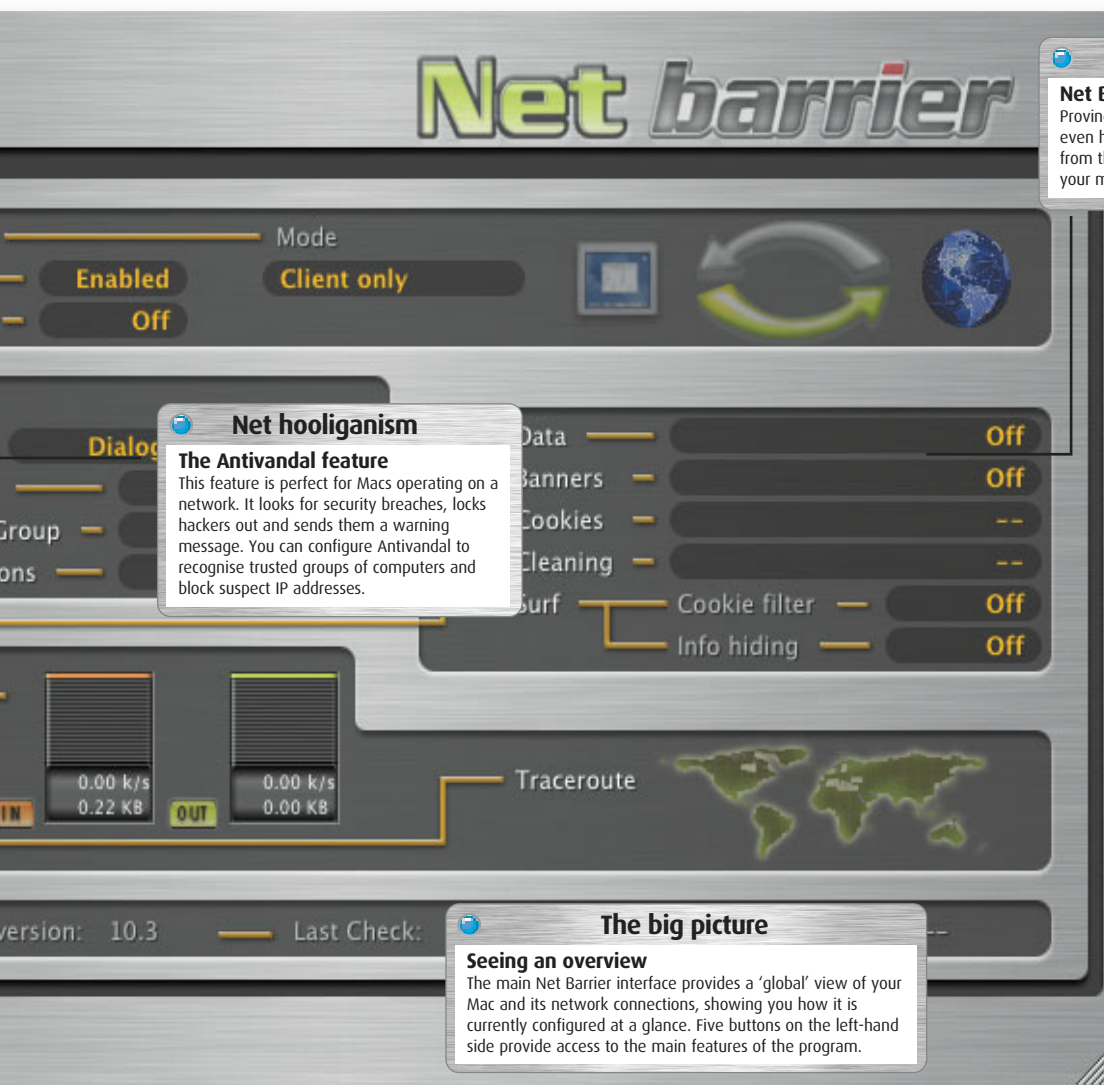 Net barrier
Net
even
your
Mode
Enabled
Client only
Off
Net hooliganism
The Antivandal feature
This feature is perfect for Macs operating on a
network. It looks for security breaches, locks
hackers out and sends them a warning
message. You can configure Antivandal to
recognise trusted groups of computers and
block suspect IP addresses.
Data
Off
Banners
Off
Cookies
--
Group
Cleaning
--
Surf
Cookie filter
Off
Info hiding
Off
0.00 k/s
0.22 KB
IN
0.00 k/s
0.00 KB
OUT
Traceroute
version: 10.3
Last Check:
--
The big picture
Seeing an overview
The main Net Barrier interface provides a ‘global’ view of your
Mac and its network connections, showing you how it is
currently configured at a glance. Five buttons on the left-hand
side provide access to the main features of the program.